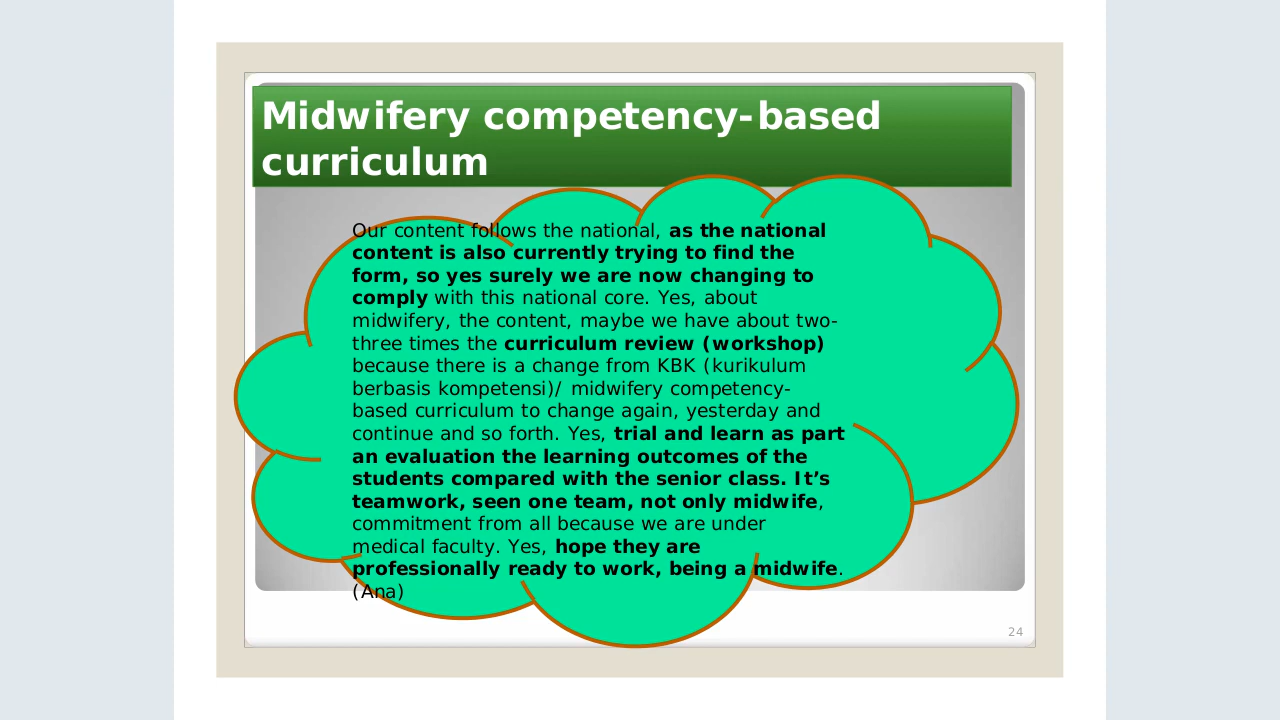 Midwifery competency-based
curriculum
Our content follows the national, as the national
content is also currently trying to find the
form, so yes surely we are now changing to
comply with this national core. Yes, about
midwifery, the content, maybe we have about two-
three times the curriculum review (workshop)
because there is a change from KBK (kurikulum
berbasis kompetensi)/ midwifery competency-
based curriculum to change again, yesterday and
continue and so forth. Yes, trial and learn as part
an evaluation the learning outcomes of the
students compared with the senior class. It’s
teamwork, seen one team, not only midwife,
commitment from all because we are under
medical faculty. Yes, hope they are
professionally ready to work, being a midwife.
(Ana)
24